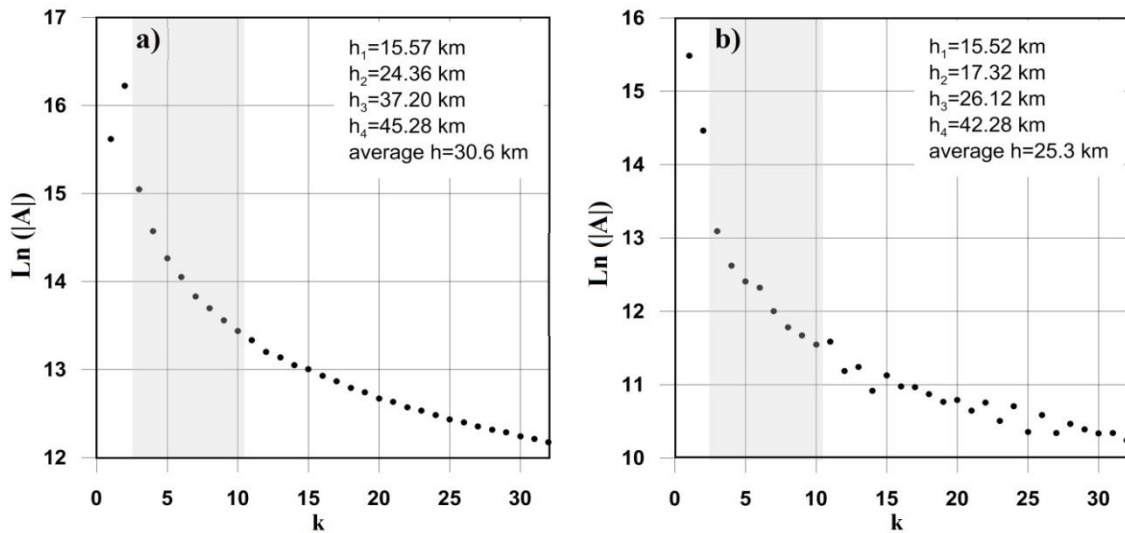 a)
h₁=15.57 km
h₂=24.36 km
h₃=37.20 km
h₄=45.28 km
average h=30.6 km
17
16
15
14
13
12
Ln (|A|)
0 5 10 15 20 25 30
k
b)
h₁=15.52 km
h₂=17.32 km
h₃=26.12 km
h₄=42.28 km
average h=25.3 km
16
15
14
13
12
11
10
Ln (|A|)
0 5 10 15 20 25 30
k